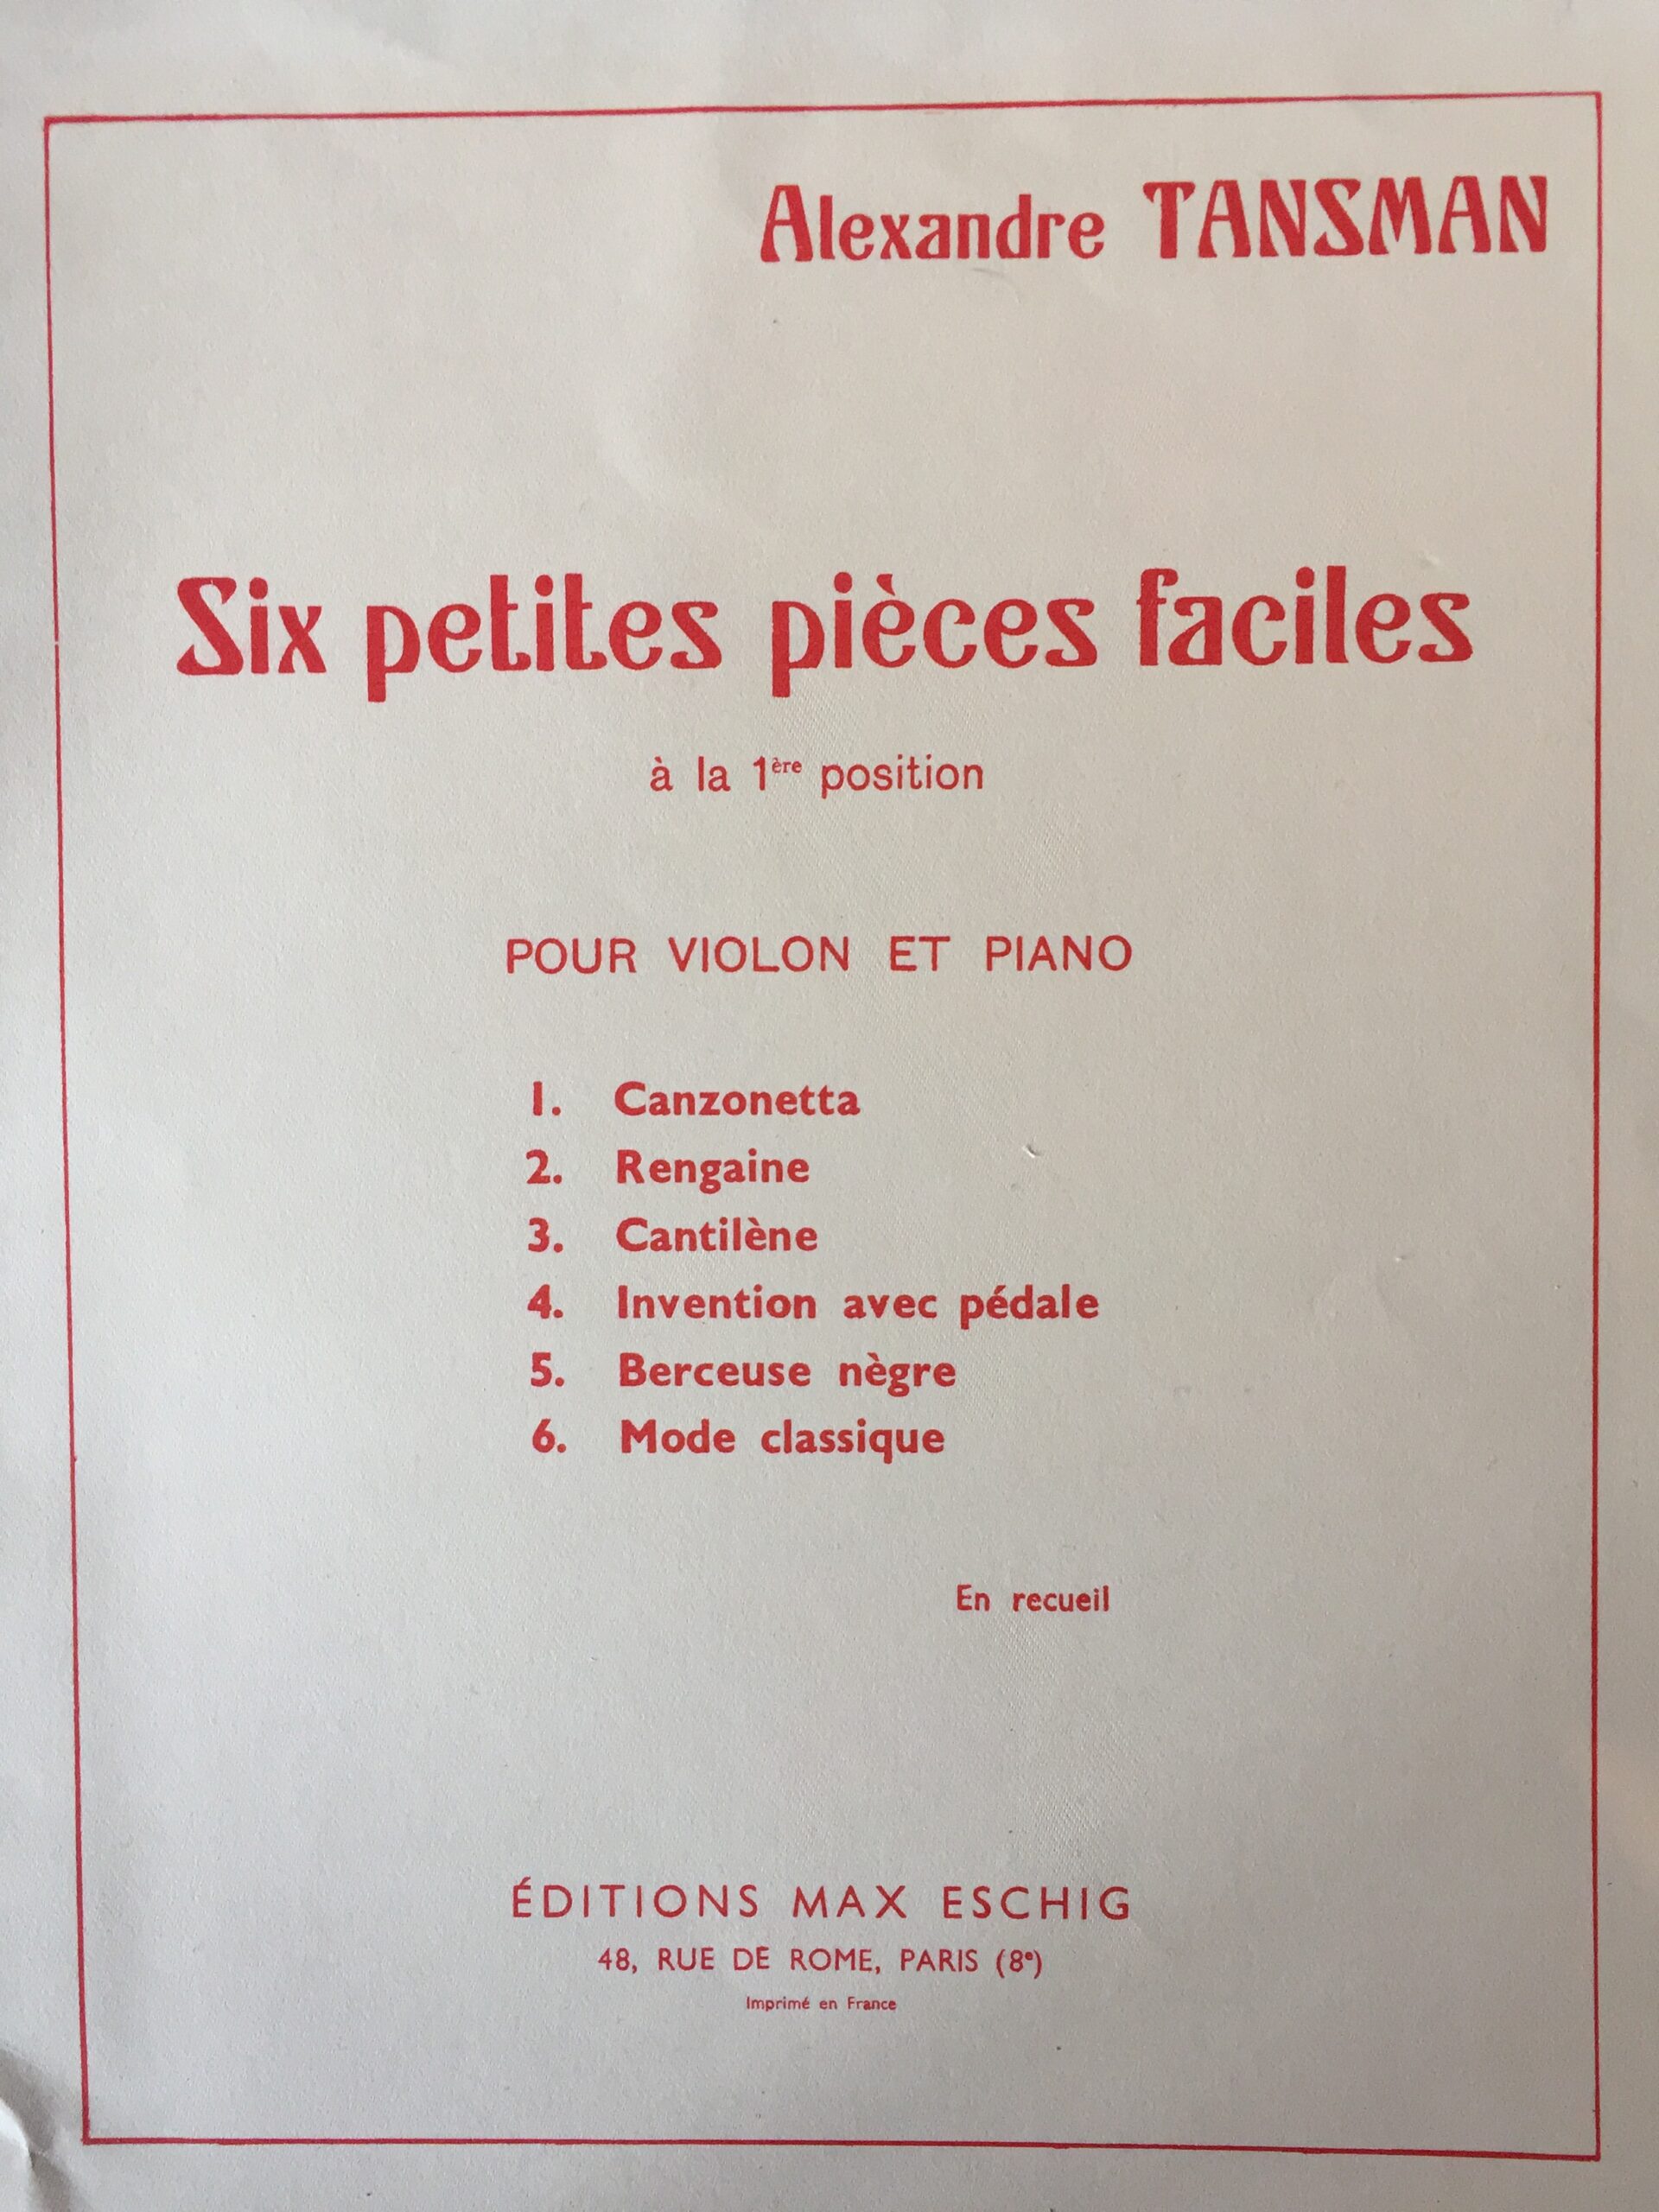 Alexandre TANSMAN
Six petites pièces faciles
à la 1ère position
POUR VIOLON ET PIANO
1. Canzonetta
2. Rengaine
3. Cantilène
4. Invention avec pédale
5. Berceuse nègre
6. Mode classique
En recueil
ÉDITIONS MAX ESCHIG
48, RUE DE ROME, PARIS (8e)
Imprimé en France